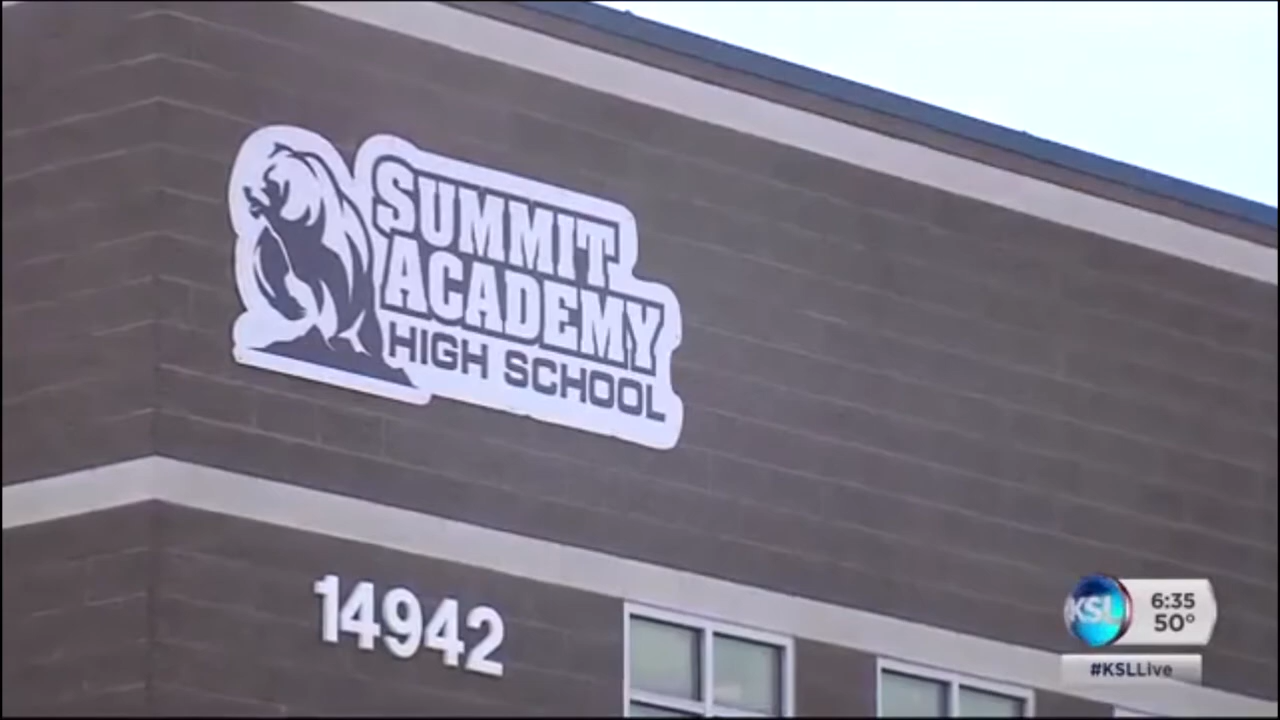 SUMMIT
ACADEMY
HIGH SCHOOL
14942
KSL
6:35
50°
#KSLLive